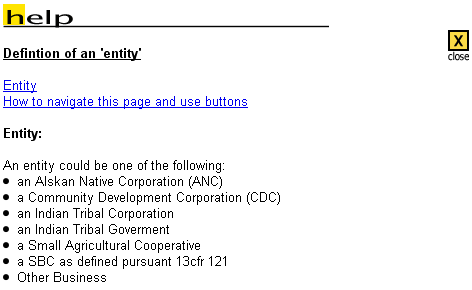 help
Defintion of an 'entity'
X
close
Entity
How to navigate this page and use buttons
Entity:
An entity could be one of the following:
an Alskan Native Corporation (ANC)
a Community Development Corporation (CDC)
an Indian Tribal Corporation
an Indian Tribal Goverment
a Small Agricultural Cooperative
a SBC as defined pursuant 13cfr 121
Other Business